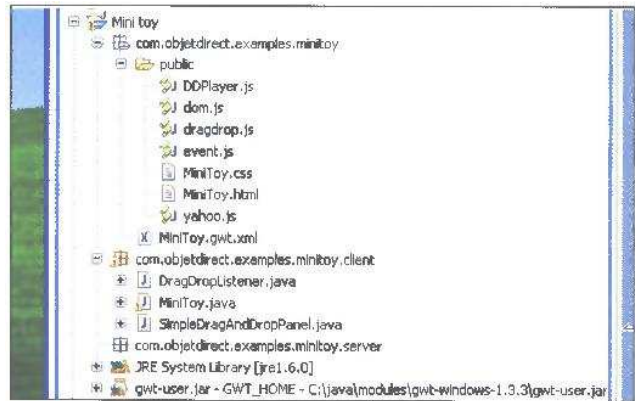 Mini toy
com.objetdirect.examples.minitoy
public
DDPlayer.js
dom.js
dragdrop.js
event.js
MiniToy.css
MiniToy.html
yahoo.js
MiniToy.gwt.xml
com.objetdirect.examples.minitoy.client
DragDropListener.java
MiniToy.java
SimpleDragAndDropPanel.java
com.objetdirect.examples.minitoy.server
JRE System Library [jre1.6.0]
gwt-user.jar - GWT_HOME - C:\java\modules\gwt-windows-1.3.3\gwt-user.jar